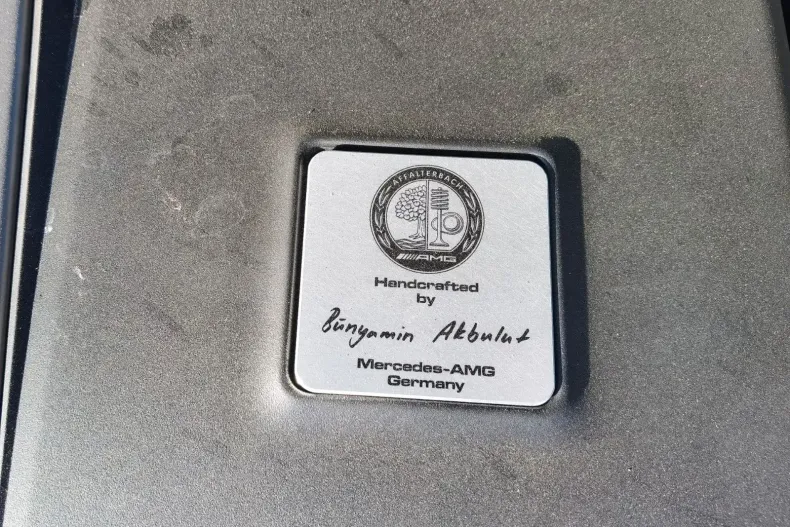 AFFALTERBACH
AMG
Handcrafted
by
Bünyamin Akbulut
Mercedes-AMG
Germany